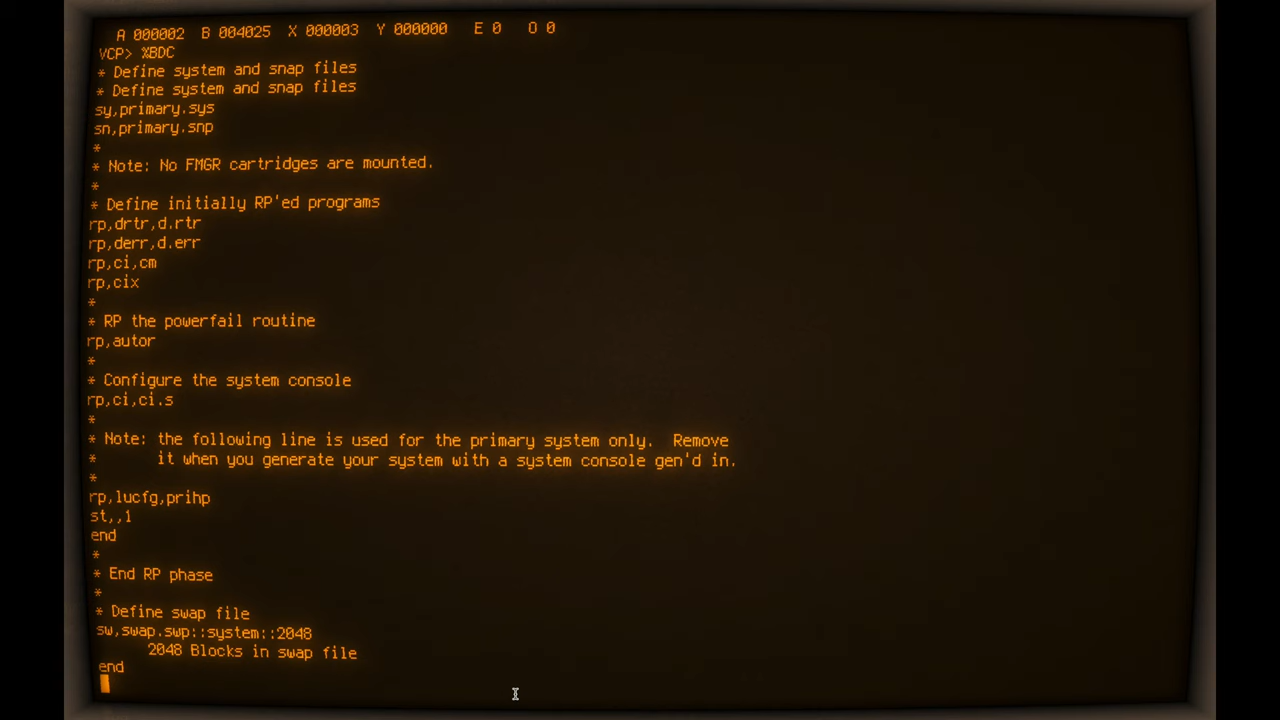 A 000002 B 004025 X 000003 Y 000000 E 0 O 0
VCP> %BDC
* Define system and snap files
* Define system and snap files
sy,primary.sys
sn,primary.snp
*
* Note: No FMGR cartridges are mounted.
*
* Define initially RP'ed programs
rp,drtr,d.rtr
rp,derr,d.err
rp,ci,cm
rp,cix
*
* RP the powerfail routine
rp,autor
*
* Configure the system console
rp,ci,ci.s
*
* Note: the following line is used for the primary system only. Remove
* it when you generate your system with a system console gen'd in.
*
rp,lucfg,prihp
st,,1
end
*
* End RP phase
*
* Define swap file
sw,swap.swp::system::2048
2048 Blocks in swap file
end